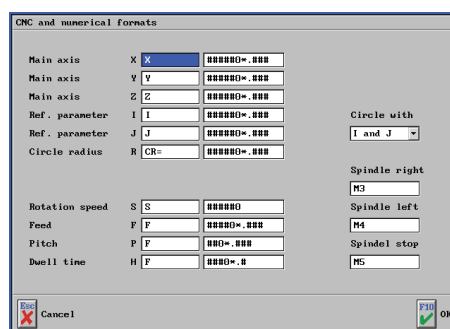 CNC and numerical formats
Main axis X X #####0*.###
Main axis Y Y #####0*.###
Main axis Z Z #####0*.###
Ref. parameter I I #####0*.### Circle with
Ref. parameter J J #####0*.### I and J
Circle radius R CR= #####0*.###
Spindle right
M3
Rotation speed S S #####0 Spindle left
Feed F F ####0*.### M4
Pitch P F ##0*.### Spindel stop
Dwell time H F ###0*.# M5
Esc Cancel F10 OK